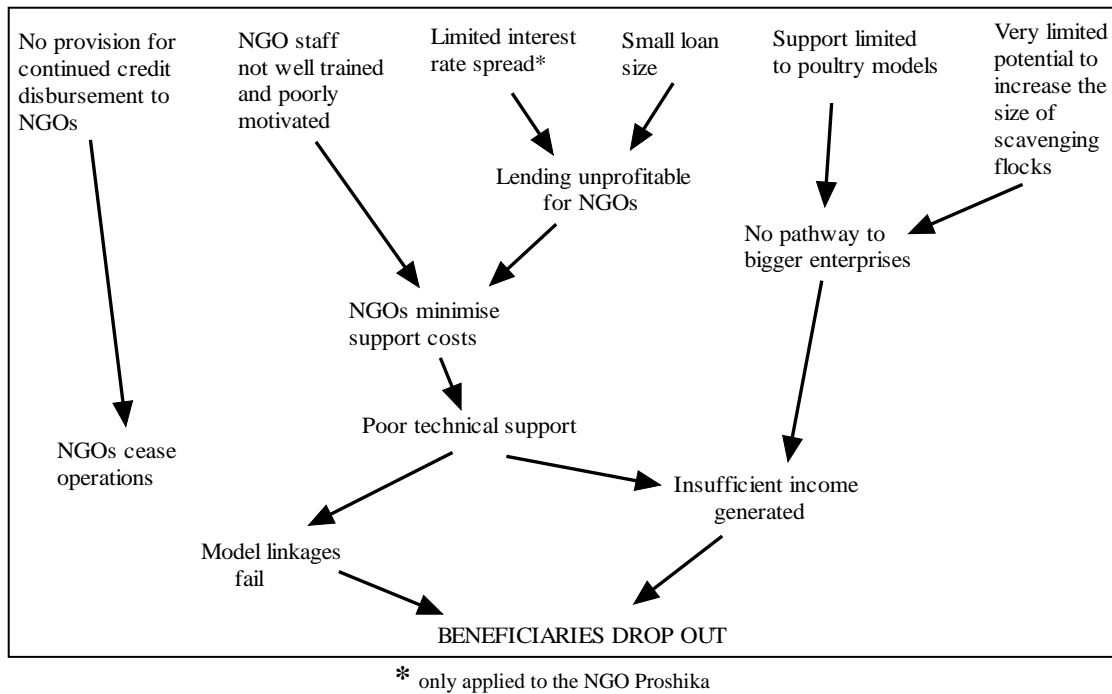 No provision for
continued credit
disbursement to
NGOs
NGO staff
not well trained
and poorly
motivated
Limited interest
rate spread*
Small loan
size
Support limited
to poultry models
Very limited
potential to
increase the
size of
scavenging
flocks
Lending unprofitable
for NGOs
No pathway to
bigger enterprises
NGOs minimise
support costs
Poor technical support
NGOs cease
operations
Insufficient income
generated
Model linkages
fail
BENEFICIARIES DROP OUT
* only applied to the NGO Proshika